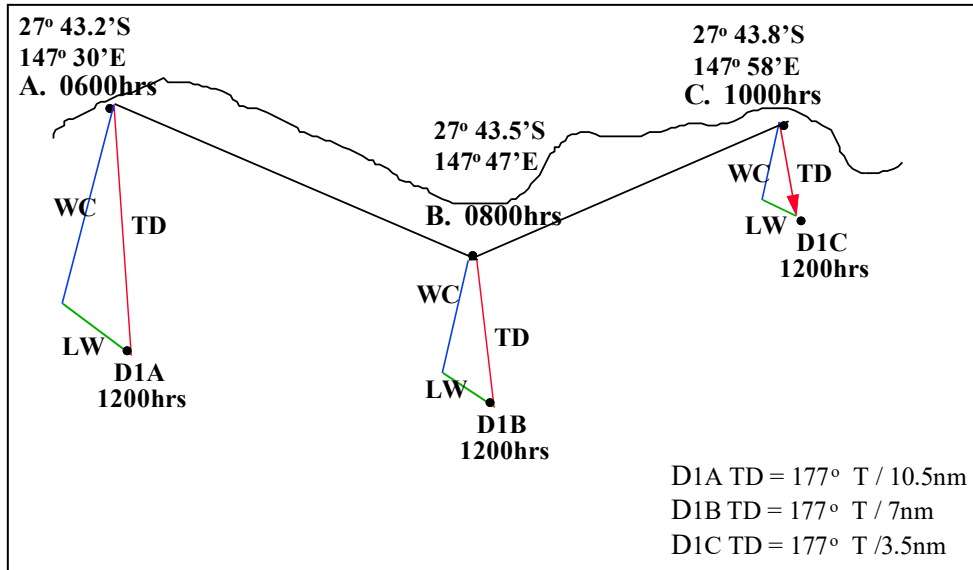 27º 43.2'S
147º 30'E
A. 0600hrs
27º 43.8'S
147º 58'E
C. 1000hrs
27º 43.5'S
147º 47'E
B. 0800hrs
WC
TD
LW
D1A
1200hrs
WC
TD
LW
D1B
1200hrs
WC
TD
LW
D1C
1200hrs
D1A TD = 177º T / 10.5nm
D1B TD = 177º T / 7nm
D1C TD = 177º T /3.5nm